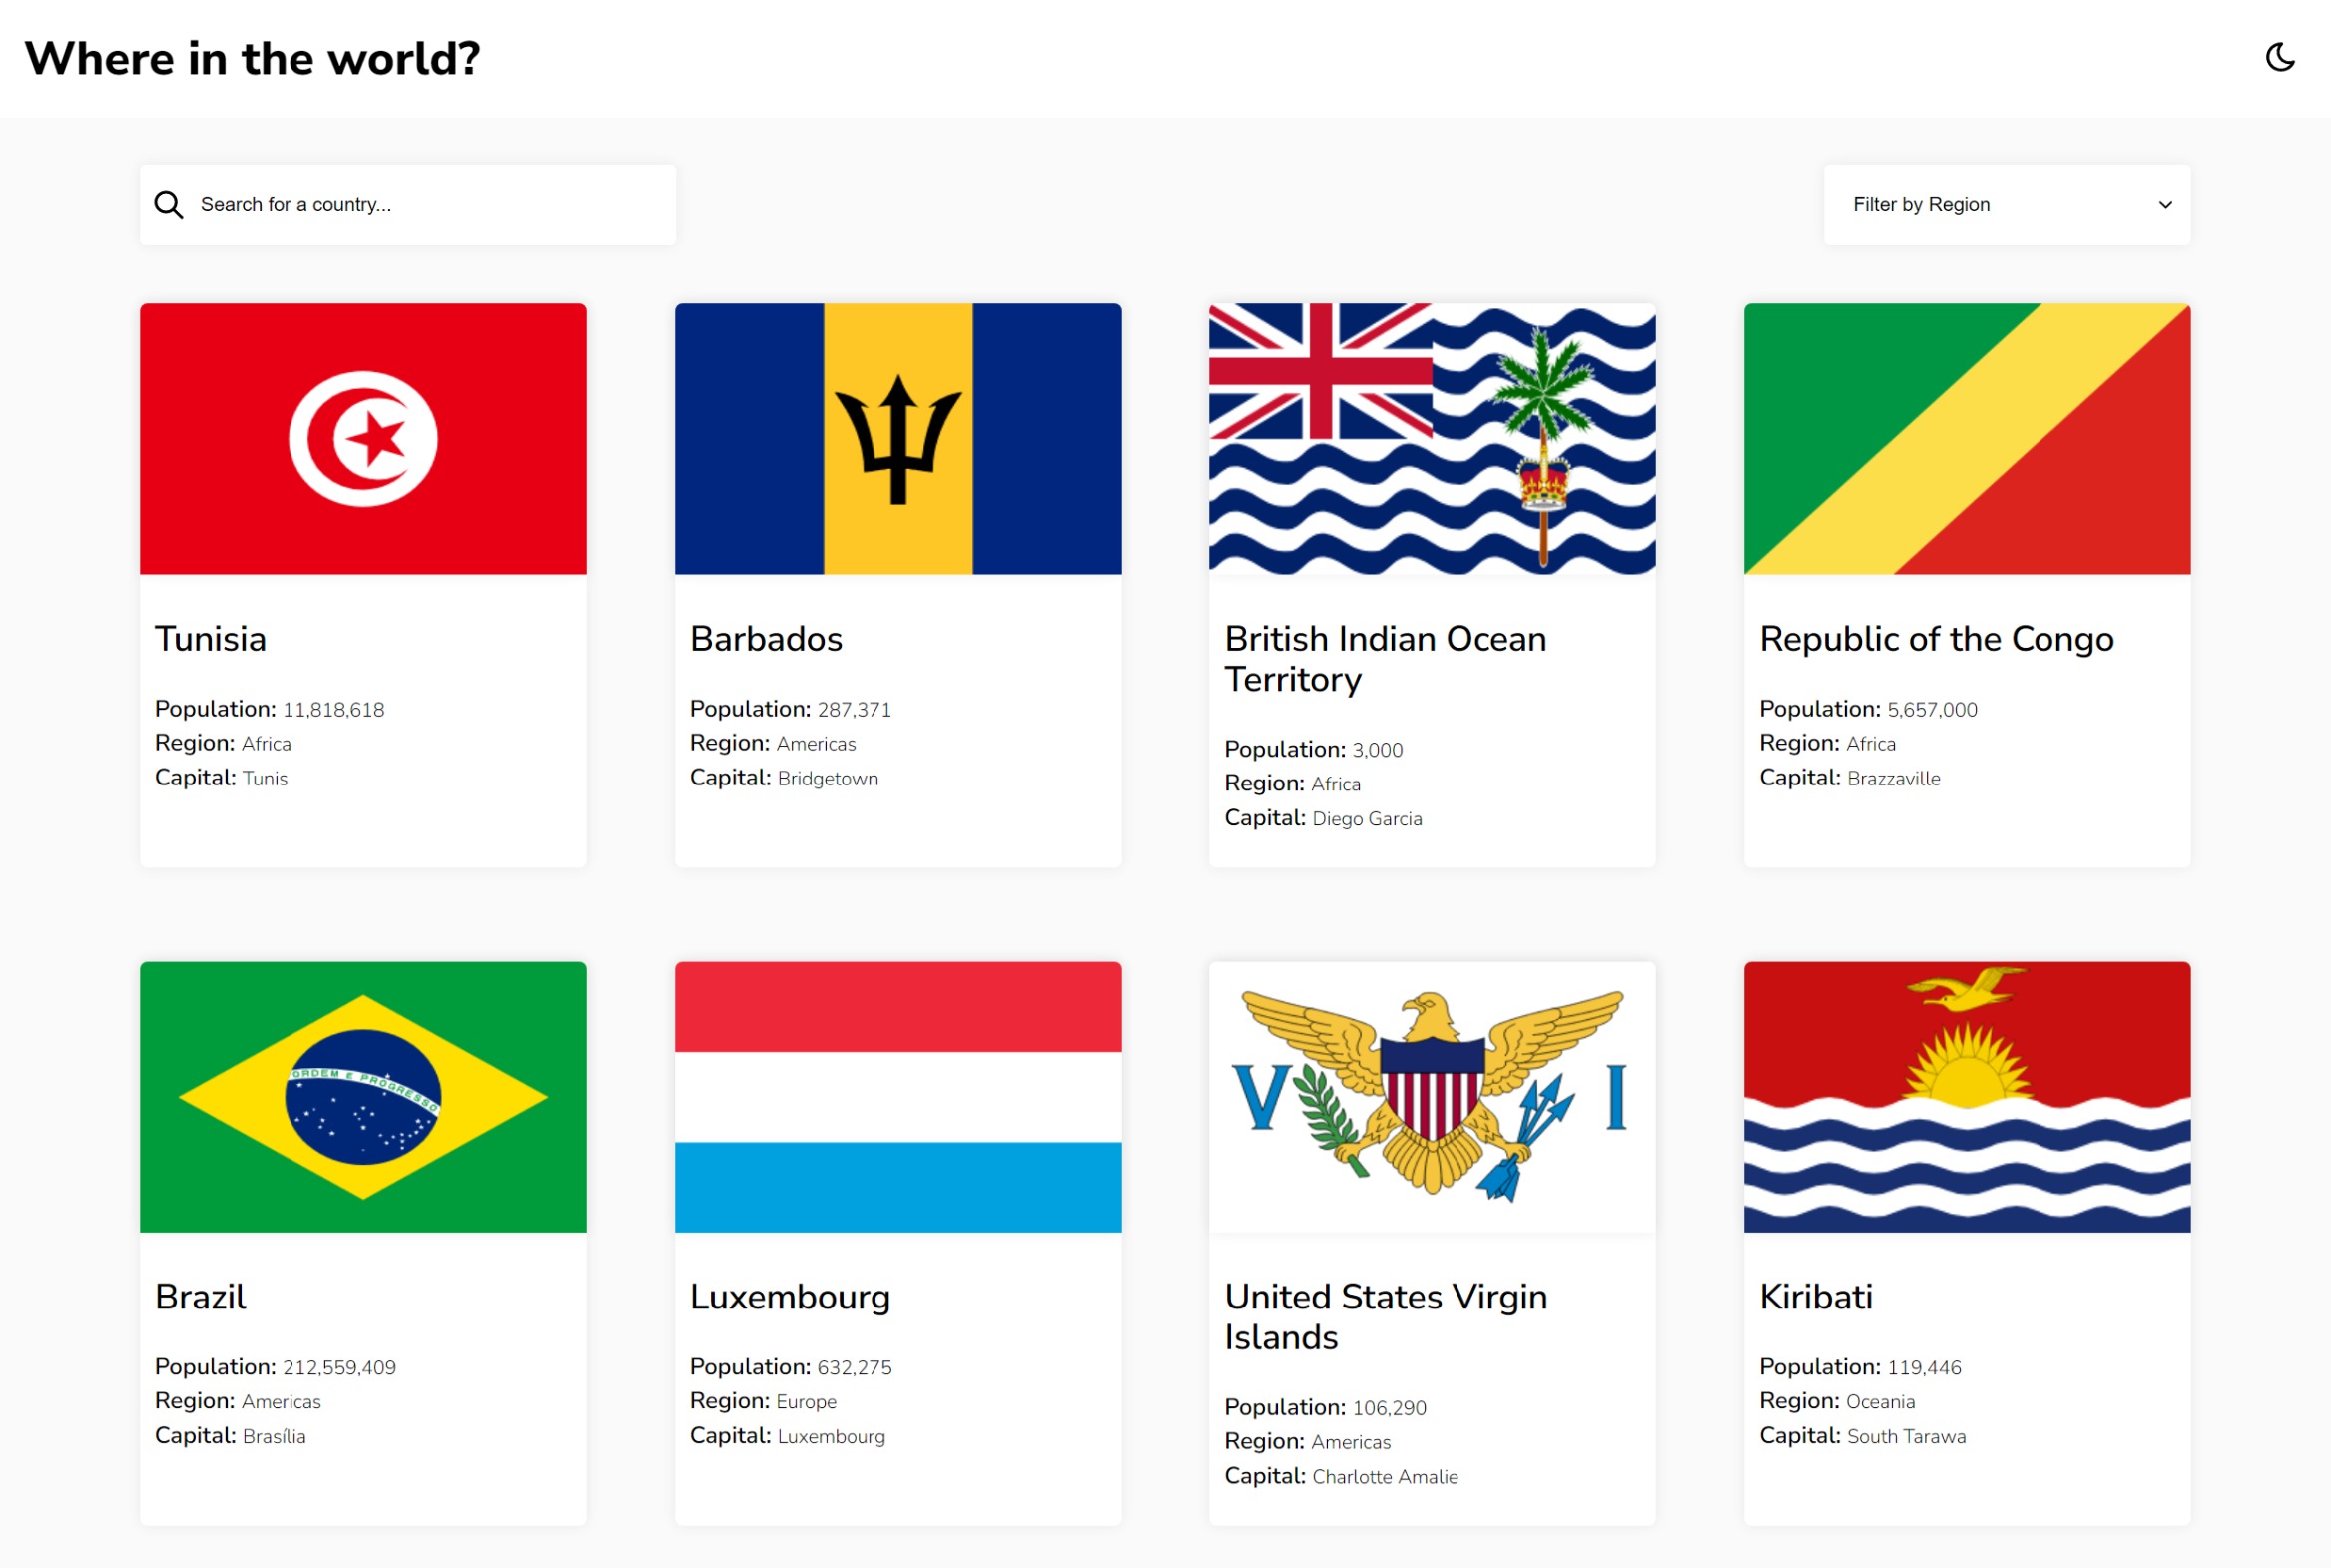 Where in the world?
Search for a country...
Filter by Region
Tunisia
Population: 11,818,618
Region: Africa
Capital: Tunis
Barbados
Population: 287,371
Region: Americas
Capital: Bridgetown
British Indian Ocean
Territory
Population: 3,000
Region: Africa
Capital: Diego Garcia
Republic of the Congo
Population: 5,657,000
Region: Africa
Capital: Brazzaville
ORDEM E PROGRESSO
Brazil
Population: 212,559,409
Region: Americas
Capital: Brasília
Luxembourg
Population: 632,275
Region: Europe
Capital: Luxembourg
V I
United States Virgin
Islands
Population: 106,290
Region: Americas
Capital: Charlotte Amalie
Kiribati
Population: 119,446
Region: Oceania
Capital: South Tarawa